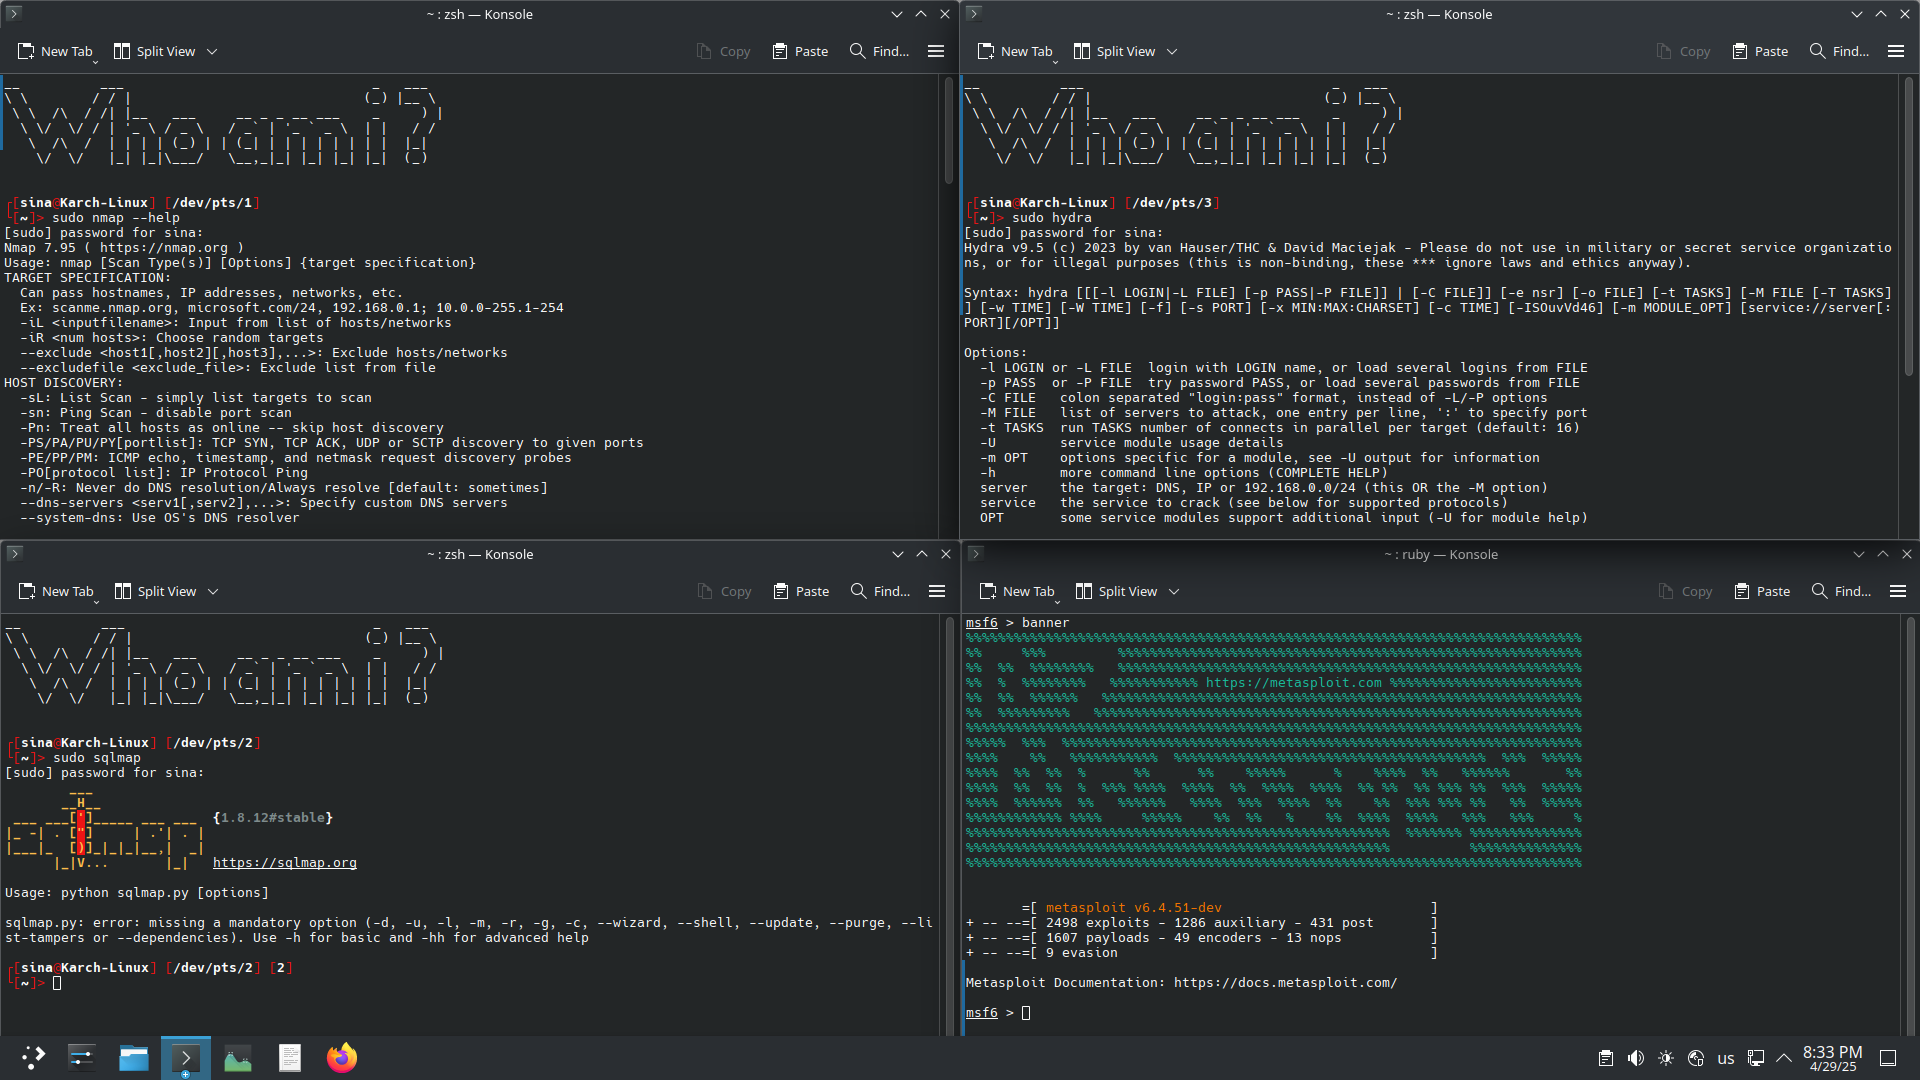 ~ : zsh — Konsole
New Tab Split View Copy Paste Find...
Who am i ?
[sina@Karch-Linux] [/dev/pts/1]
[~]> sudo nmap --help
[sudo] password for sina:
Nmap 7.95 ( https://nmap.org )
Usage: nmap [Scan Type(s)] [Options] {target specification}
TARGET SPECIFICATION:
Can pass hostnames, IP addresses, networks, etc.
Ex: scanme.nmap.org, microsoft.com/24, 192.168.0.1; 10.0.0-255.1-254
-iL <inputfilename>: Input from list of hosts/networks
-iR <num hosts>: Choose random targets
--exclude <host1[,host2][,host3],...>: Exclude hosts/networks
--excludefile <exclude_file>: Exclude list from file
HOST DISCOVERY:
-sL: List Scan - simply list targets to scan
-sn: Ping Scan - disable port scan
-Pn: Treat all hosts as online -- skip host discovery
-PS/PA/PU/PY[portlist]: TCP SYN, TCP ACK, UDP or SCTP discovery to given ports
-PE/PP/PM: ICMP echo, timestamp, and netmask request discovery probes
-PO[protocol list]: IP Protocol Ping
-n/-R: Never do DNS resolution/Always resolve [default: sometimes]
--dns-servers <serv1[,serv2],...>: Specify custom DNS servers
--system-dns: Use OS's DNS resolver
~ : zsh — Konsole
New Tab Split View Copy Paste Find...
Who am i ?
[sina@Karch-Linux] [/dev/pts/3]
[~]> sudo hydra
[sudo] password for sina:
Hydra v9.5 (c) 2023 by van Hauser/THC & David Maciejak - Please do not use in military or secret service organizatio
ns, or for illegal purposes (this is non-binding, these *** ignore laws and ethics anyway).
Syntax: hydra [[[-l LOGIN|-L FILE] [-p PASS|-P FILE]] | [-C FILE]] [-e nsr] [-o FILE] [-t TASKS] [-M FILE [-T TASKS]
] [-w TIME] [-W TIME] [-f] [-s PORT] [-x MIN:MAX:CHARSET] [-c TIME] [-ISOuvVd46] [-m MODULE_OPT] [service://server[:
PORT][/OPT]]
Options:
-l LOGIN or -L FILE login with LOGIN name, or load several logins from FILE
-p PASS or -P FILE try password PASS, or load several passwords from FILE
-C FILE colon separated "login:pass" format, instead of -L/-P options
-M FILE list of servers to attack, one entry per line, ':' to specify port
-t TASKS run TASKS number of connects in parallel per target (default: 16)
-U service module usage details
-m OPT options specific for a module, see -U output for information
-h more command line options (COMPLETE HELP)
server the target: DNS, IP or 192.168.0.0/24 (this OR the -M option)
service the service to crack (see below for supported protocols)
OPT some service modules support additional input (-U for module help)
~ : zsh — Konsole
New Tab Split View Copy Paste Find...
Who am i ?
[sina@Karch-Linux] [/dev/pts/2]
[~]> sudo sqlmap
[sudo] password for sina:
{1.8.12#stable}
https://sqlmap.org
Usage: python sqlmap.py [options]
sqlmap.py: error: missing a mandatory option (-d, -u, -l, -m, -r, -g, -c, --wizard, --shell, --update, --purge, --li
st-tampers or --dependencies). Use -h for basic and -hh for advanced help
[sina@Karch-Linux] [/dev/pts/2] [2]
[~]>
~ : ruby — Konsole
New Tab Split View Copy Paste Find...
msf6 > banner
https://metasploit.com
=[ metasploit v6.4.51-dev ]
+ -- --=[ 2498 exploits - 1286 auxiliary - 431 post ]
+ -- --=[ 1607 payloads - 49 encoders - 13 nops ]
+ -- --=[ 9 evasion ]
Metasploit Documentation: https://docs.metasploit.com/
msf6 >
us
8:33 PM
4/29/25